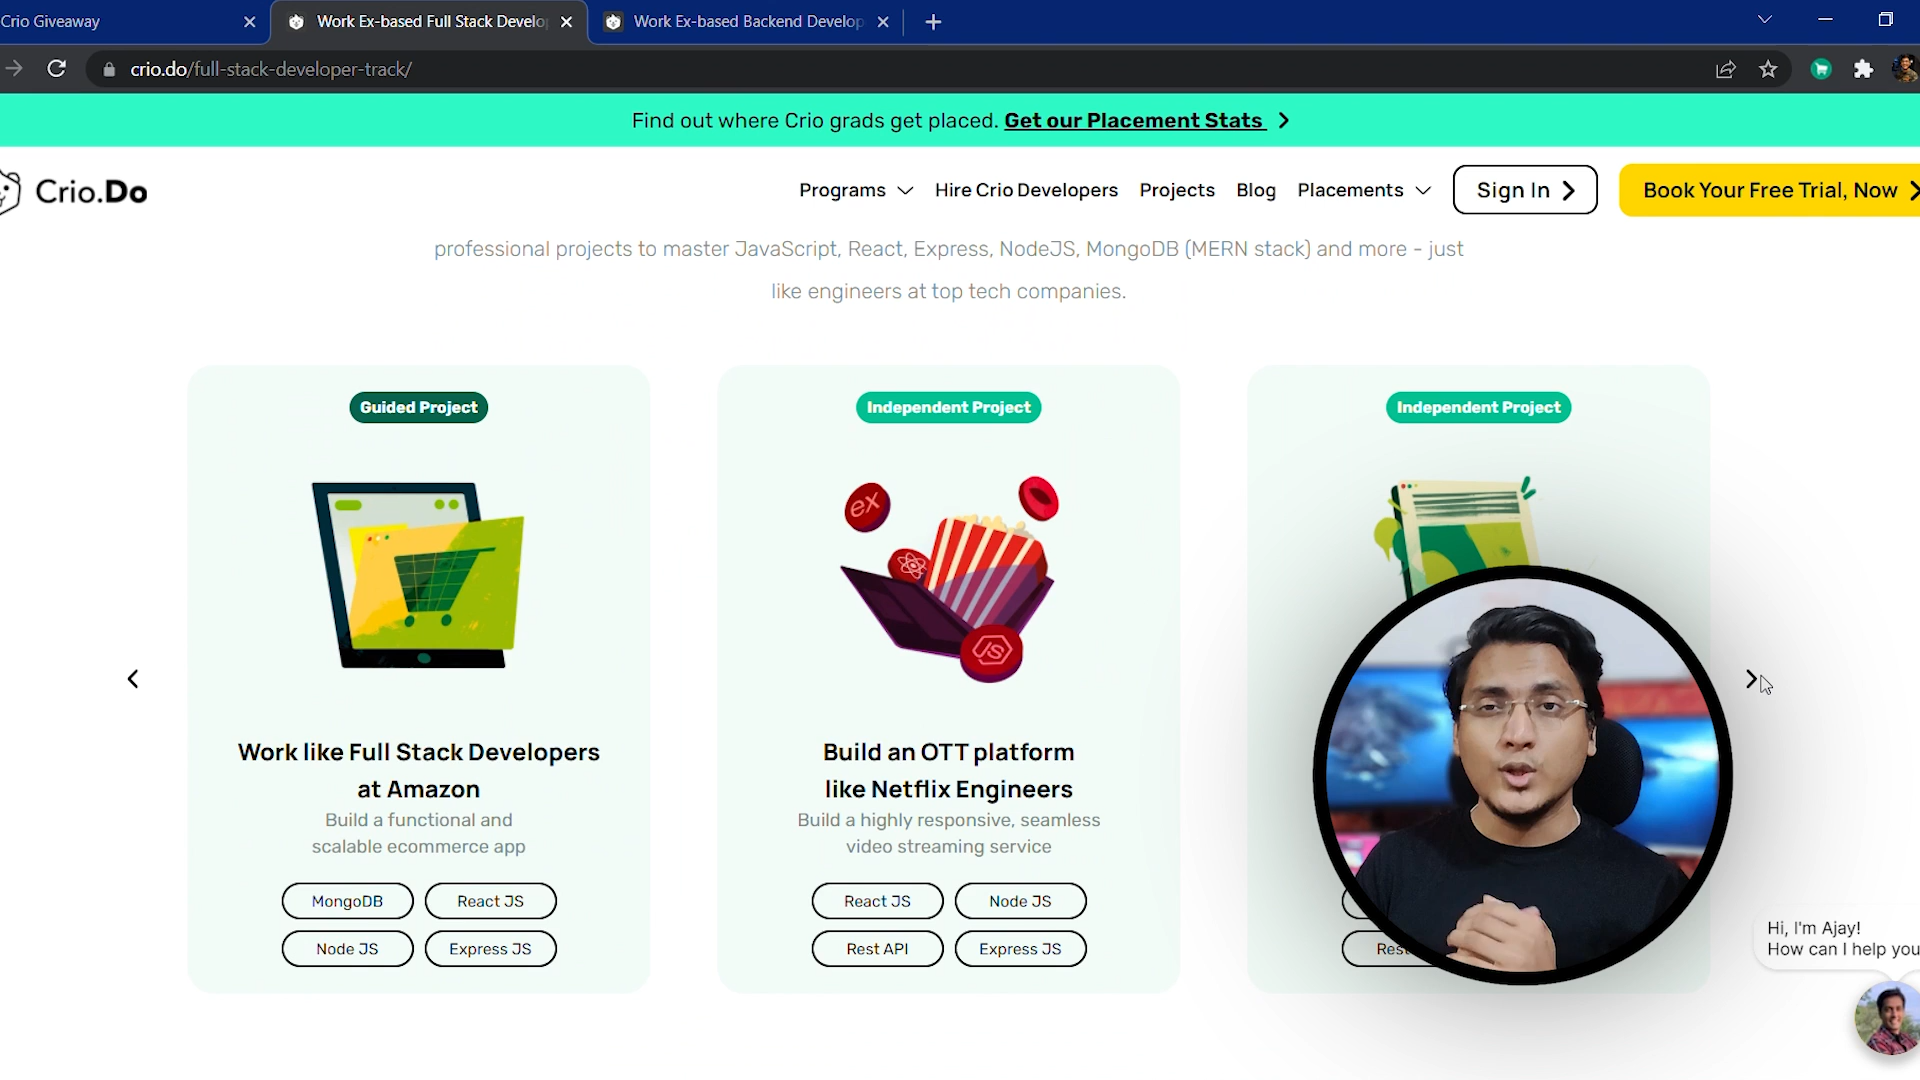 Crio Giveaway
Work Ex-based Full Stack Develo
Work Ex-based Backend Develop
crio.do/full-stack-developer-track/
Find out where Crio grads get placed. Get our Placement Stats
Crio.Do
Programs
Hire Crio Developers
Projects
Blog
Placements
Sign In
Book Your Free Trial, Now
professional projects to master JavaScript, React, Express, NodeJS, MongoDB (MERN stack) and more - just
like engineers at top tech companies.
Guided Project
Work like Full Stack Developers
at Amazon
Build a functional and
scalable ecommerce app
MongoDB
React JS
Node JS
Express JS
Independent Project
ex
JS
Build an OTT platform
like Netflix Engineers
Build a highly responsive, seamless
video streaming service
React JS
Node JS
Rest API
Express JS
Independent Project
Rest
Hi, I'm Ajay!
How can I help you